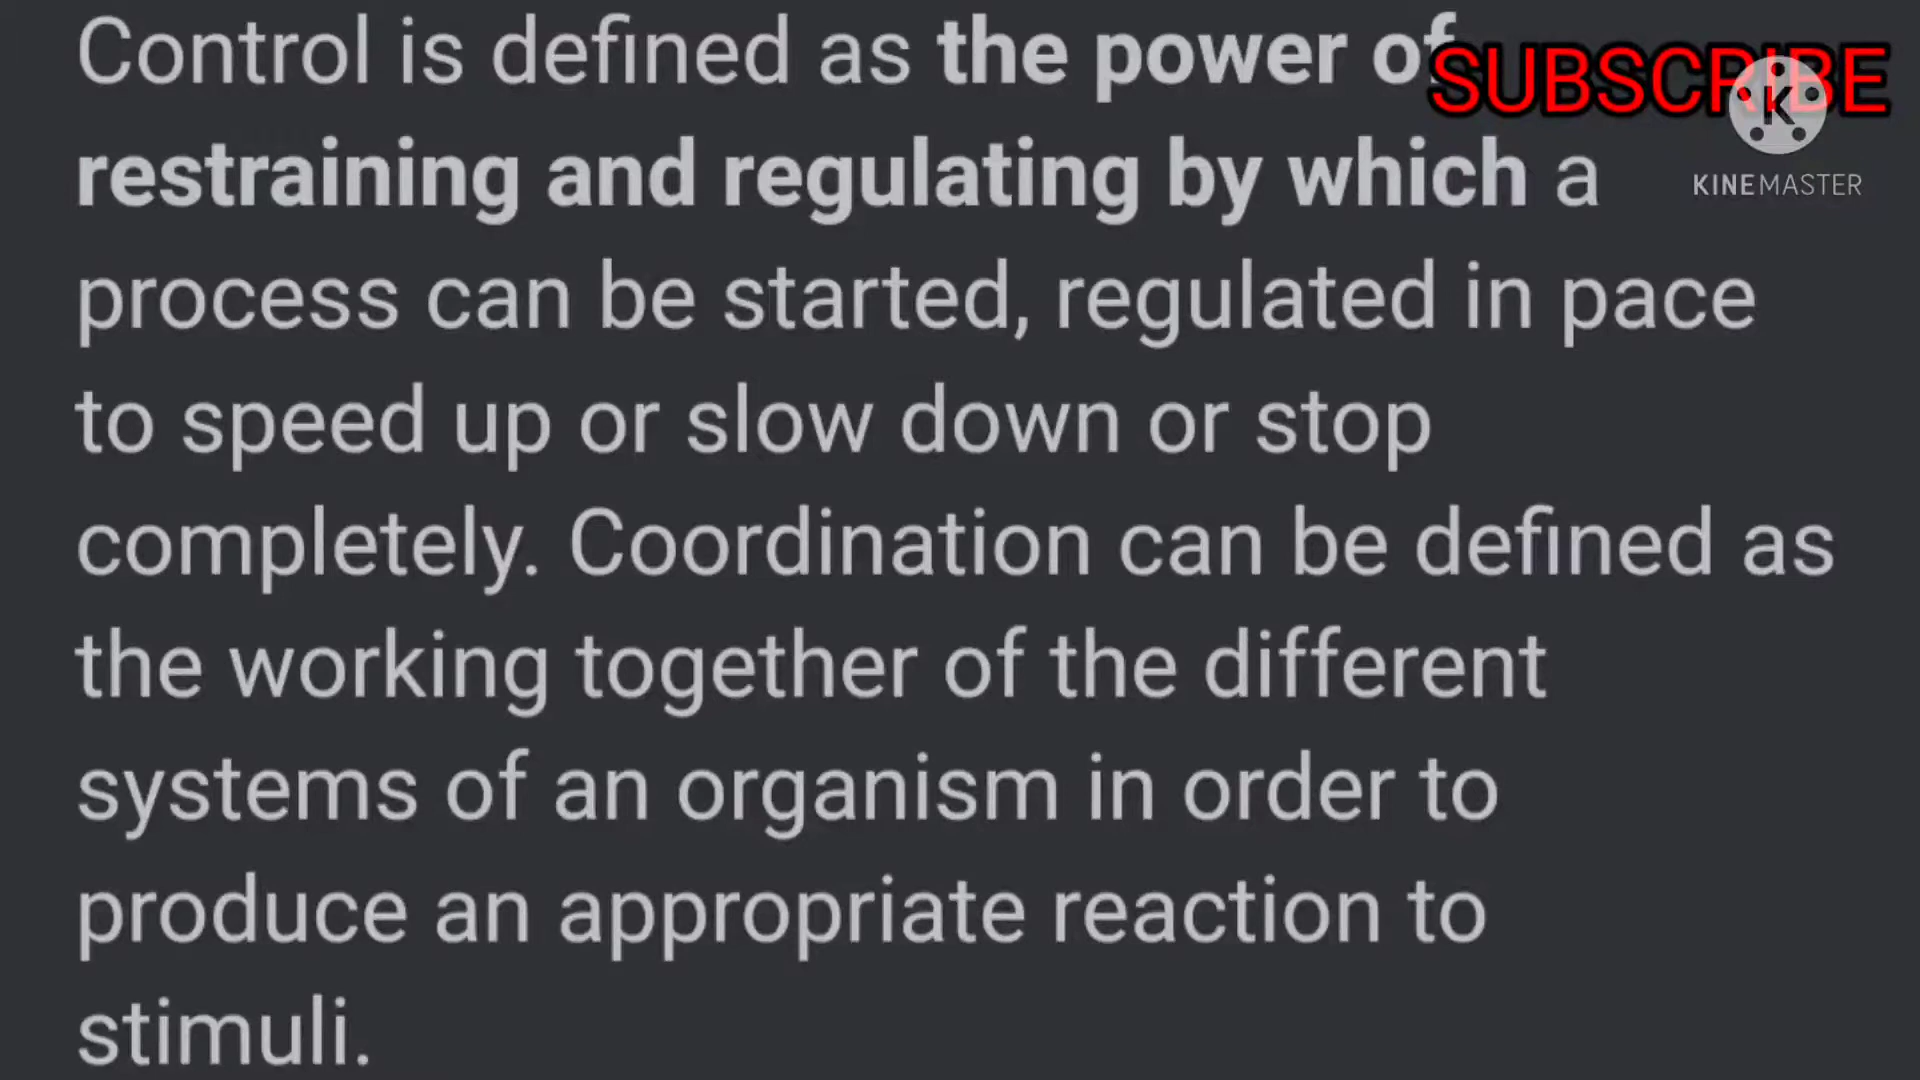 Control is defined as the power of
SUBSCRIBE
restraining and regulating by which a
K
KINEMASTER
process can be started, regulated in pace
to speed up or slow down or stop
completely. Coordination can be defined as
the working together of the different
systems of an organism in order to
produce an appropriate reaction to
stimuli.